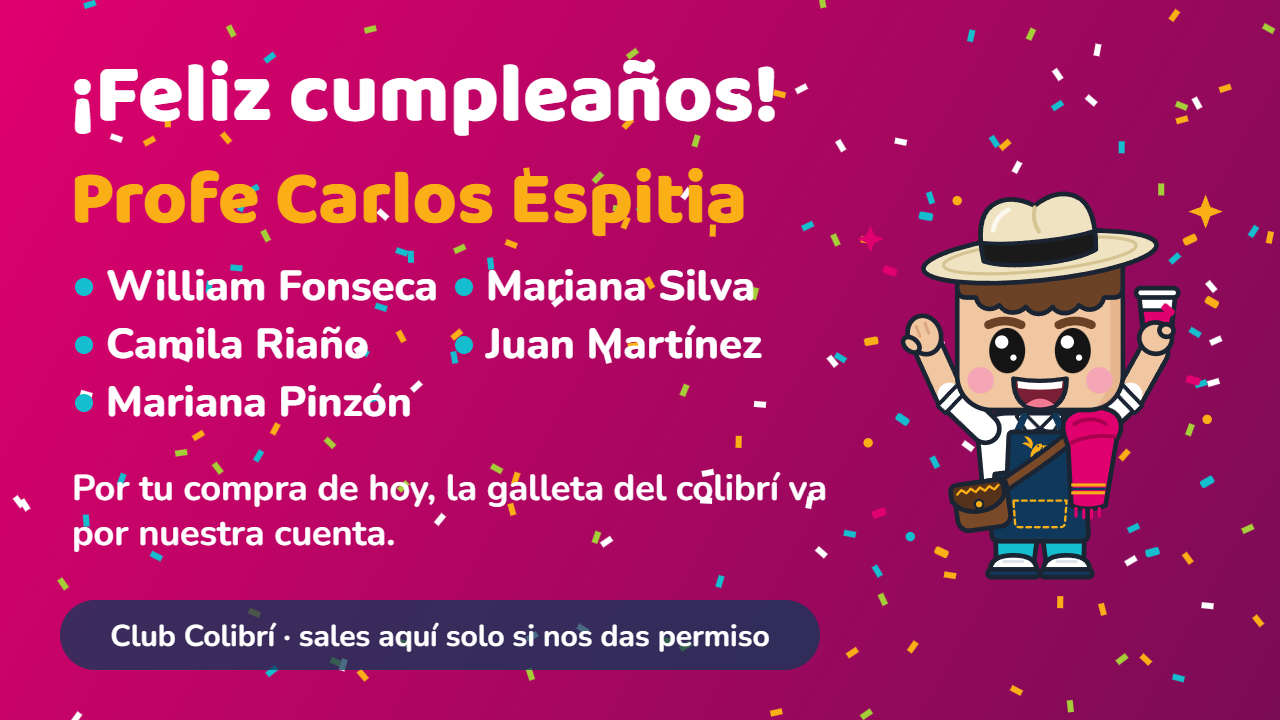 ¡Feliz cumpleaños!
Profe Carlos Espitia
William Fonseca
Mariana Silva
Camila Riaño
Juan Martínez
Mariana Pinzón
Por tu compra de hoy, la galleta del colibrí va
por nuestra cuenta.
Club Colibrí · sales aquí solo si nos das permiso